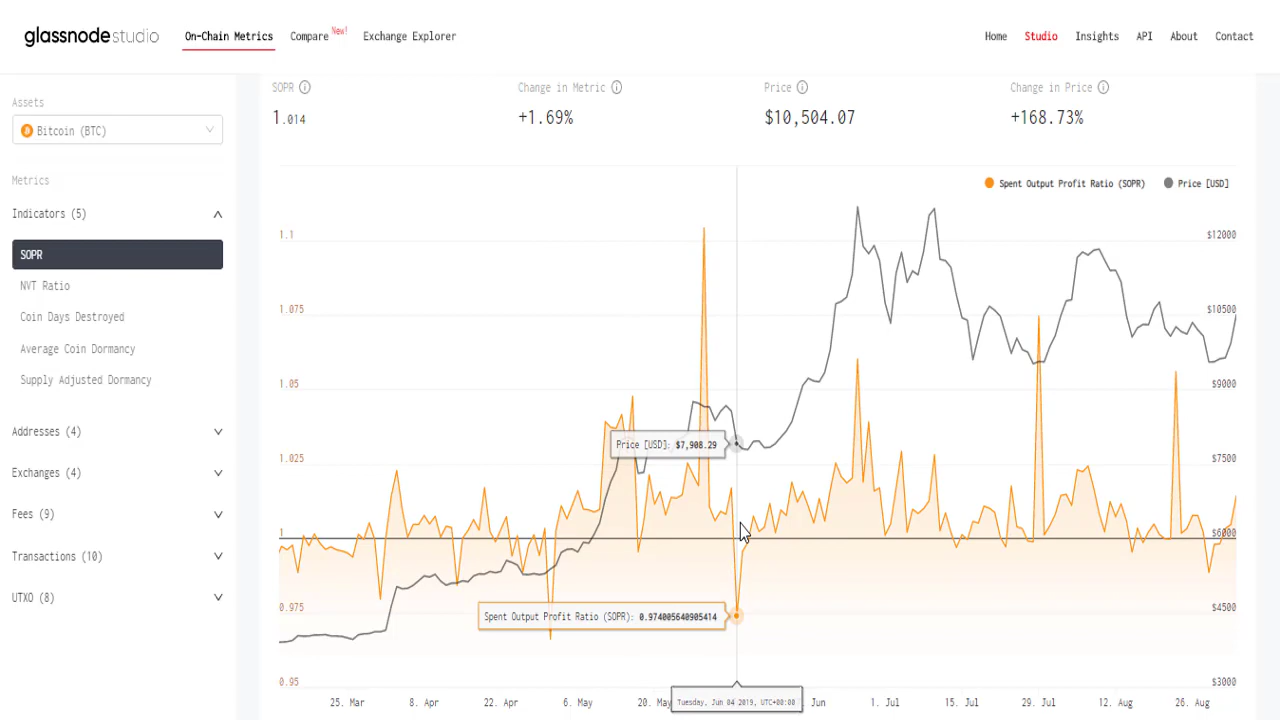 glassnode studio On-Chain Metrics Compare New! Exchange Explorer Home Studio Insights API About Contact
SOPR Change in Metric Price Change in Price
1.014 +1.69% $10,504.07 +168.73%
Assets
Bitcoin (BTC)
Metrics
Indicators (5)
SOPR
NVT Ratio
Coin Days Destroyed
Average Coin Dormancy
Supply Adjusted Dormancy
Addresses (4)
Exchanges (4)
Fees (9)
Transactions (10)
UTXO (8)
Spent Output Profit Ratio (SOPR) Price [USD]
1.1 $12000
1.075 $10500
1.05 $9000
Price [USD]: $7,908.29
1.025 $7500
1 $6000
0.975 $4500
Spent Output Profit Ratio (SOPR): 0.974005640905414
0.95 $3000
25. Mar 8. Apr 22. Apr 6. May 20. May Tuesday, Jun 04 2019, UTC+00:00 Jun 1. Jul 15. Jul 29. Jul 12. Aug 26. Aug